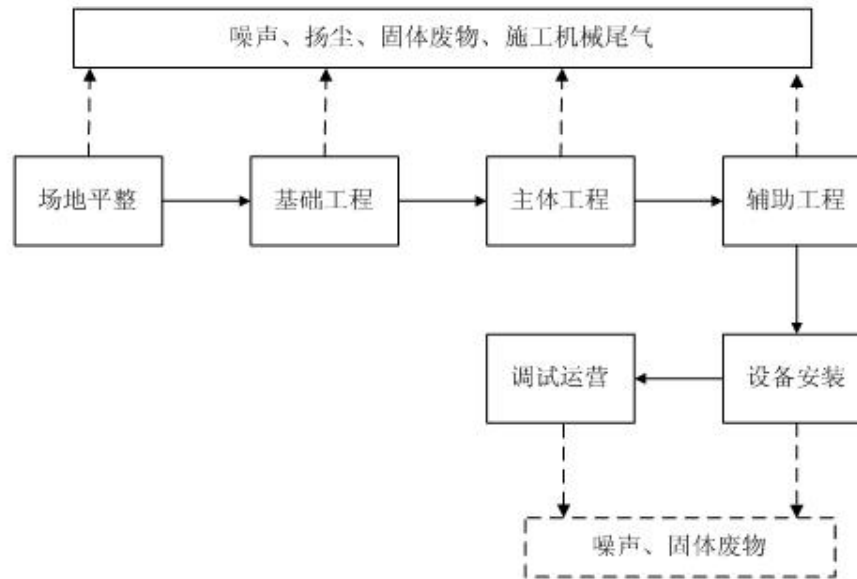 噪声、扬尘、固体废物、施工机械尾气
场地平整
基础工程
主体工程
辅助工程
调试运营
设备安装
噪声、固体废物